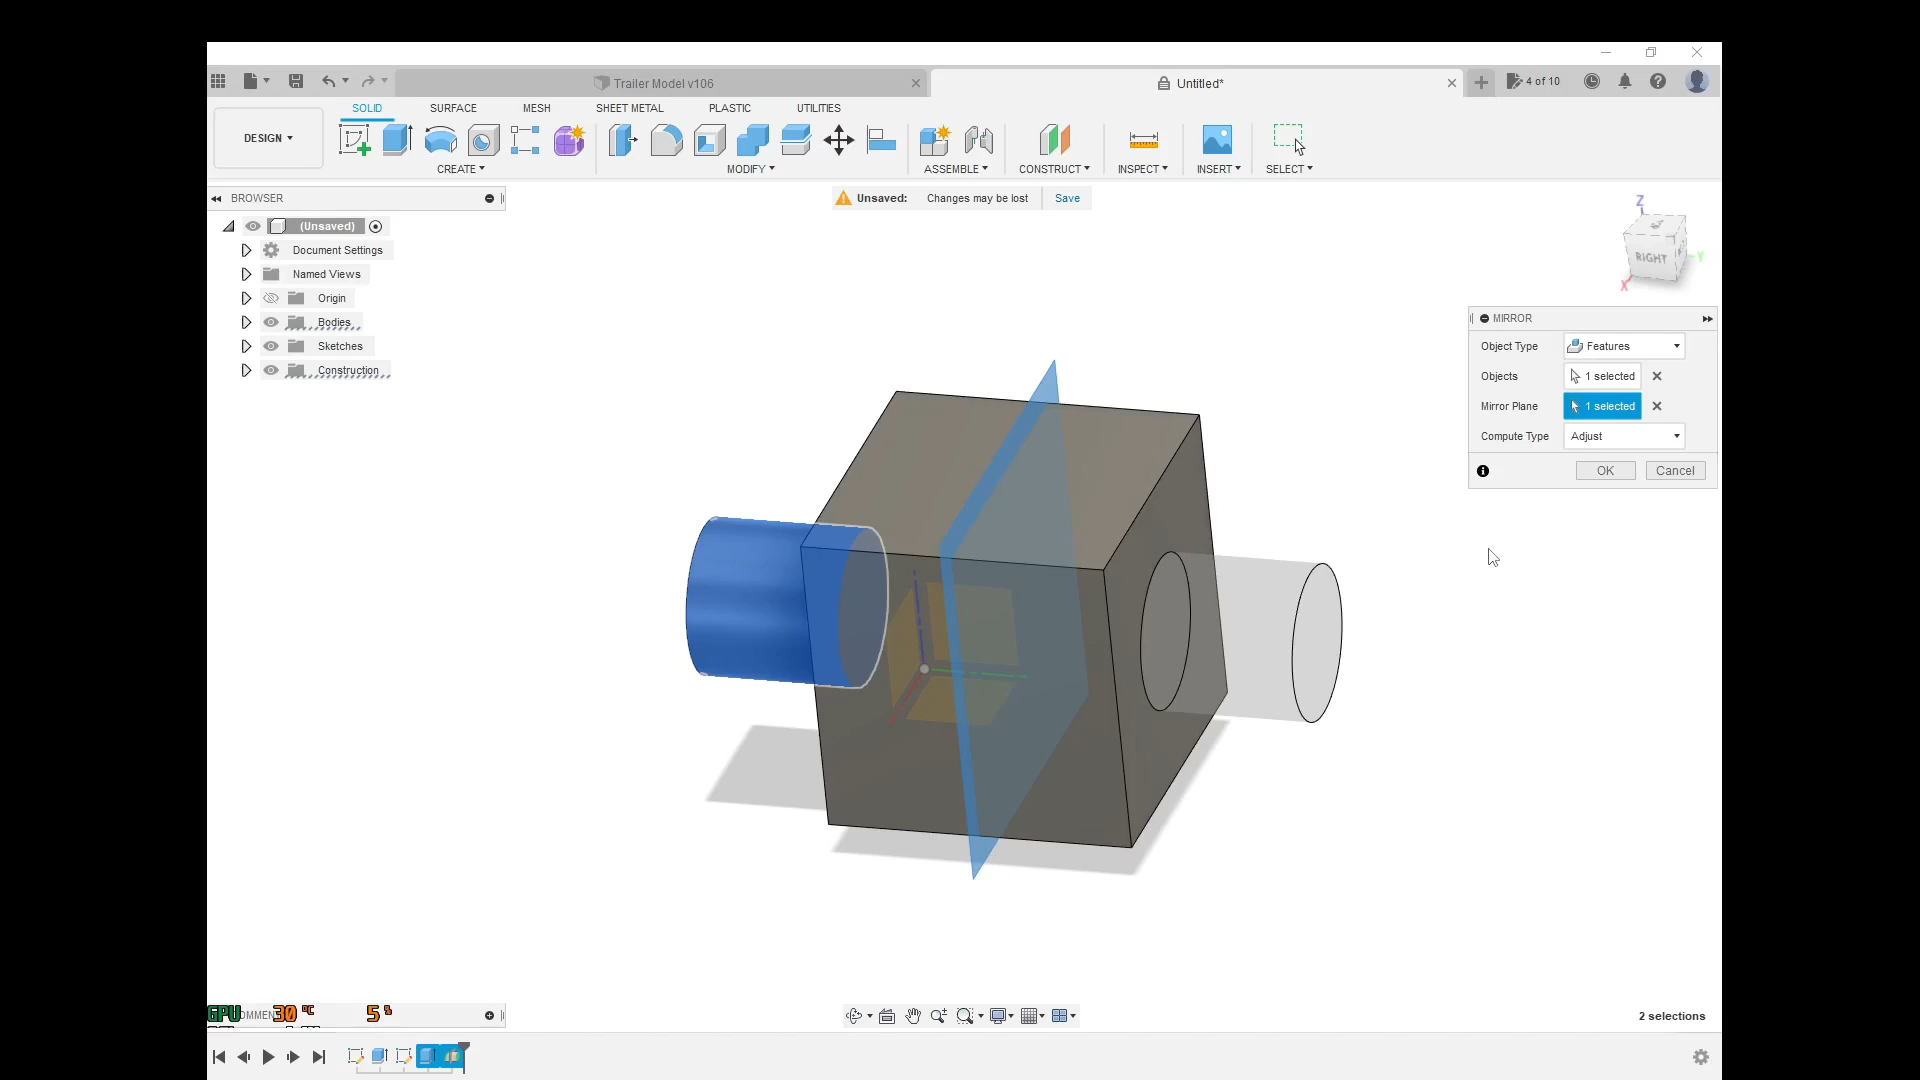 Trailer Model v106
Untitled*
4 of 10
DESIGN
SOLID
SURFACE
MESH
SHEET METAL
PLASTIC
UTILITIES
CREATE
MODIFY
ASSEMBLE
CONSTRUCT
INSPECT
INSERT
SELECT
BROWSER
Unsaved: Changes may be lost
Save
(Unsaved)
Document Settings
Named Views
Origin
Bodies
Sketches
Construction
Z
RIGHT
Y
X
MIRROR
Object Type Features
Objects 1 selected
Mirror Plane 1 selected
Compute Type Adjust
OK Cancel
GPU 30 °C 5 %
2 selections